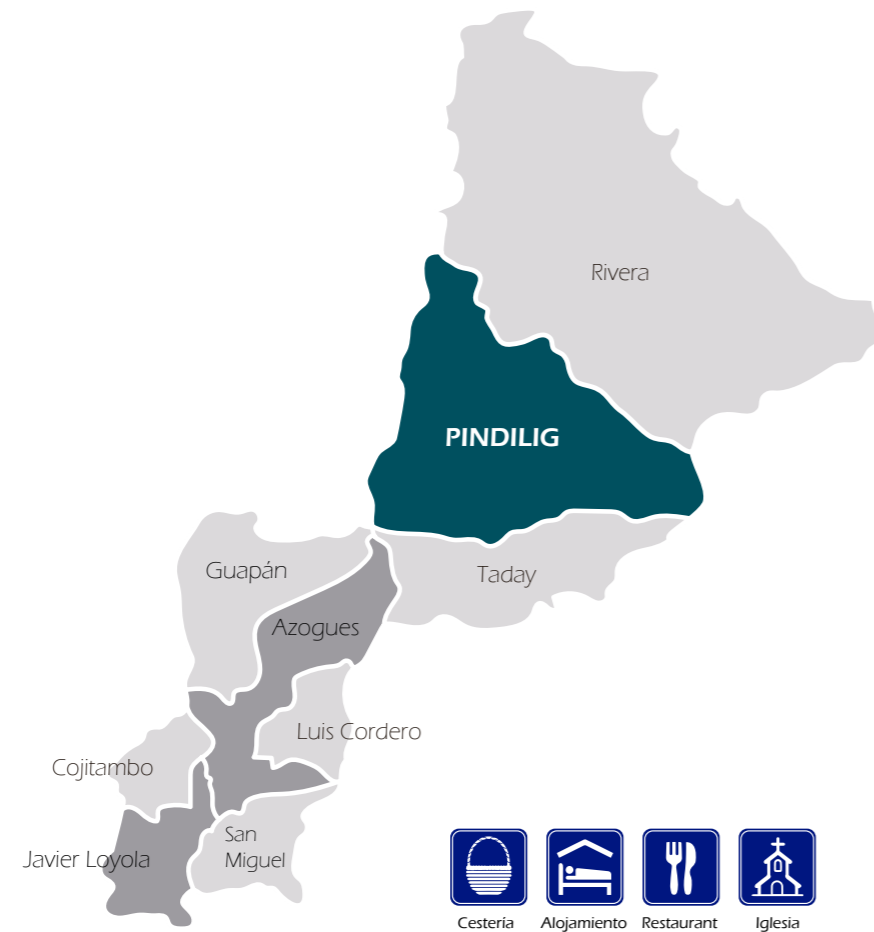 Rivera
PINDILIG
Guapán
Taday
Azogues
Luis Cordero
Cojitambo
San
Miguel
Javier Loyola
Cestería
Alojamiento
Restaurant
Iglesia